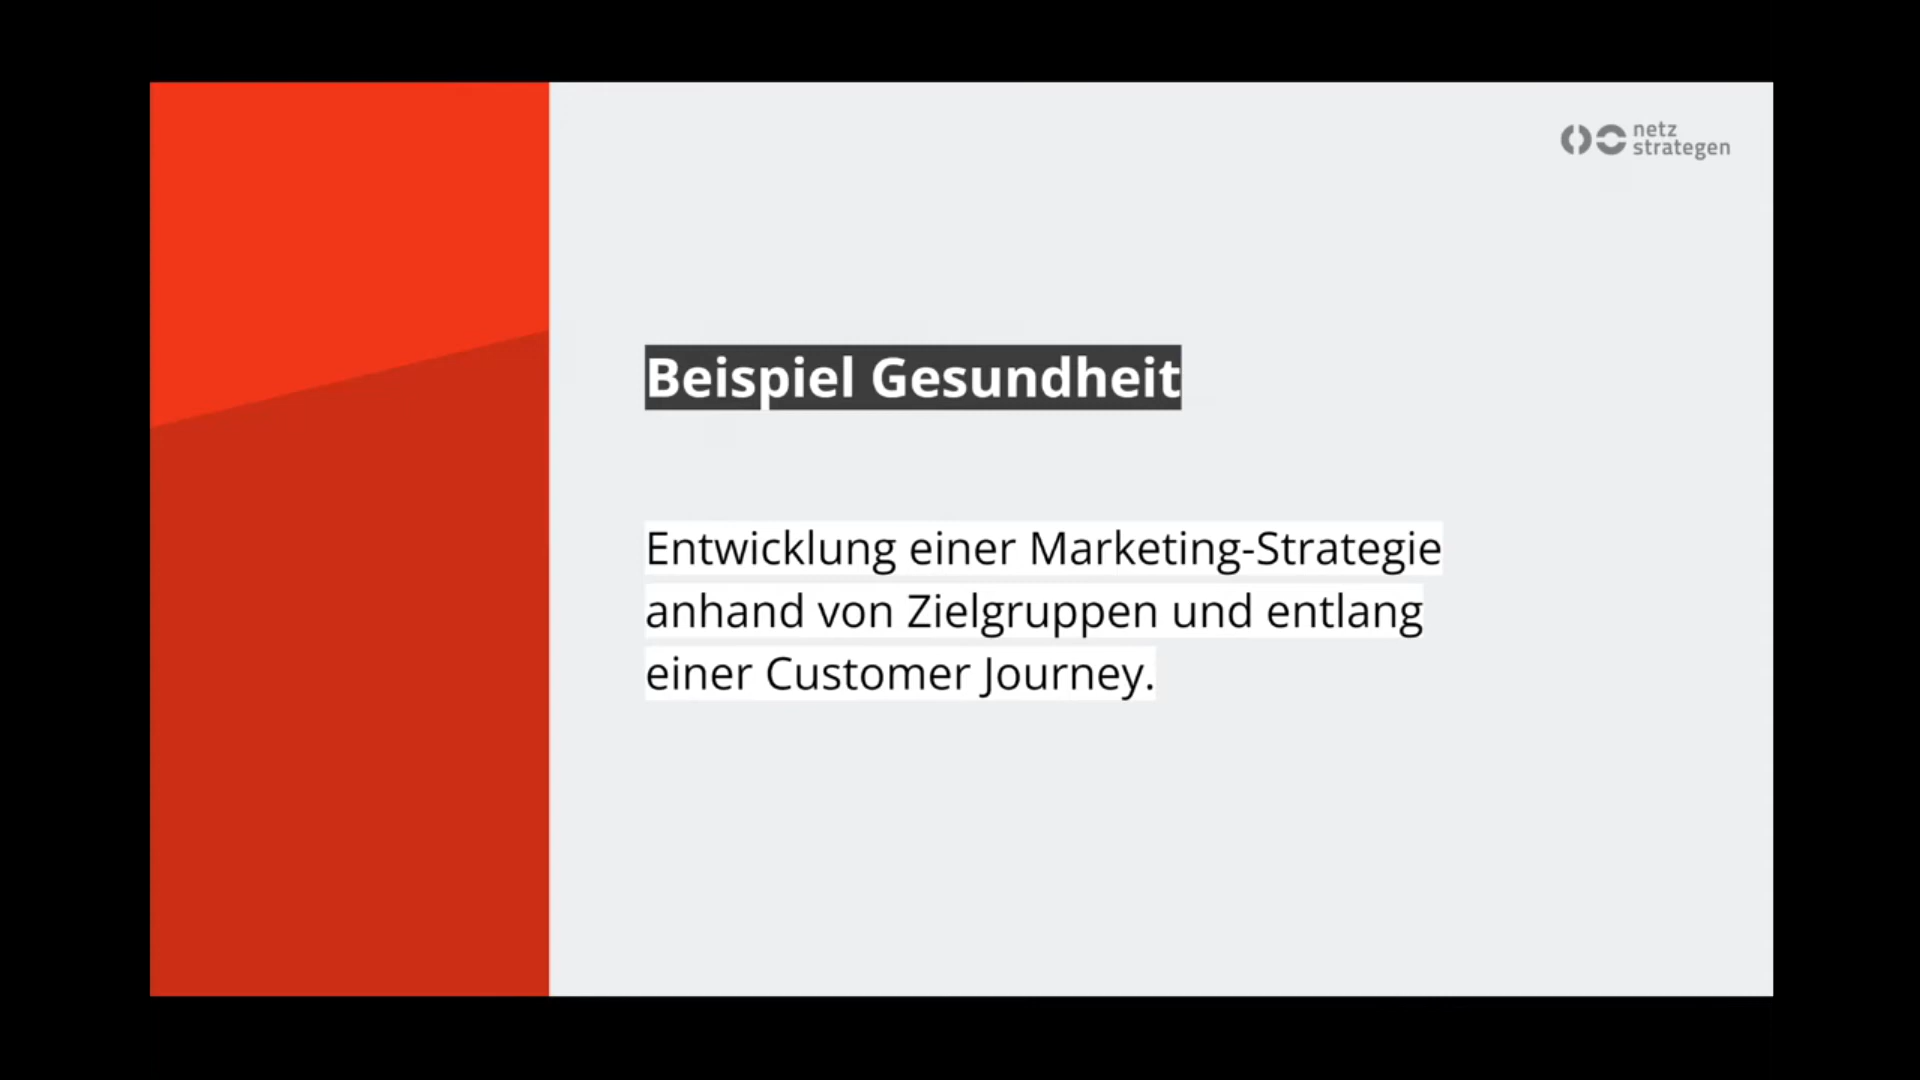 netz
strategen
Beispiel Gesundheit
Entwicklung einer Marketing-Strategie
anhand von Zielgruppen und entlang
einer Customer Journey.